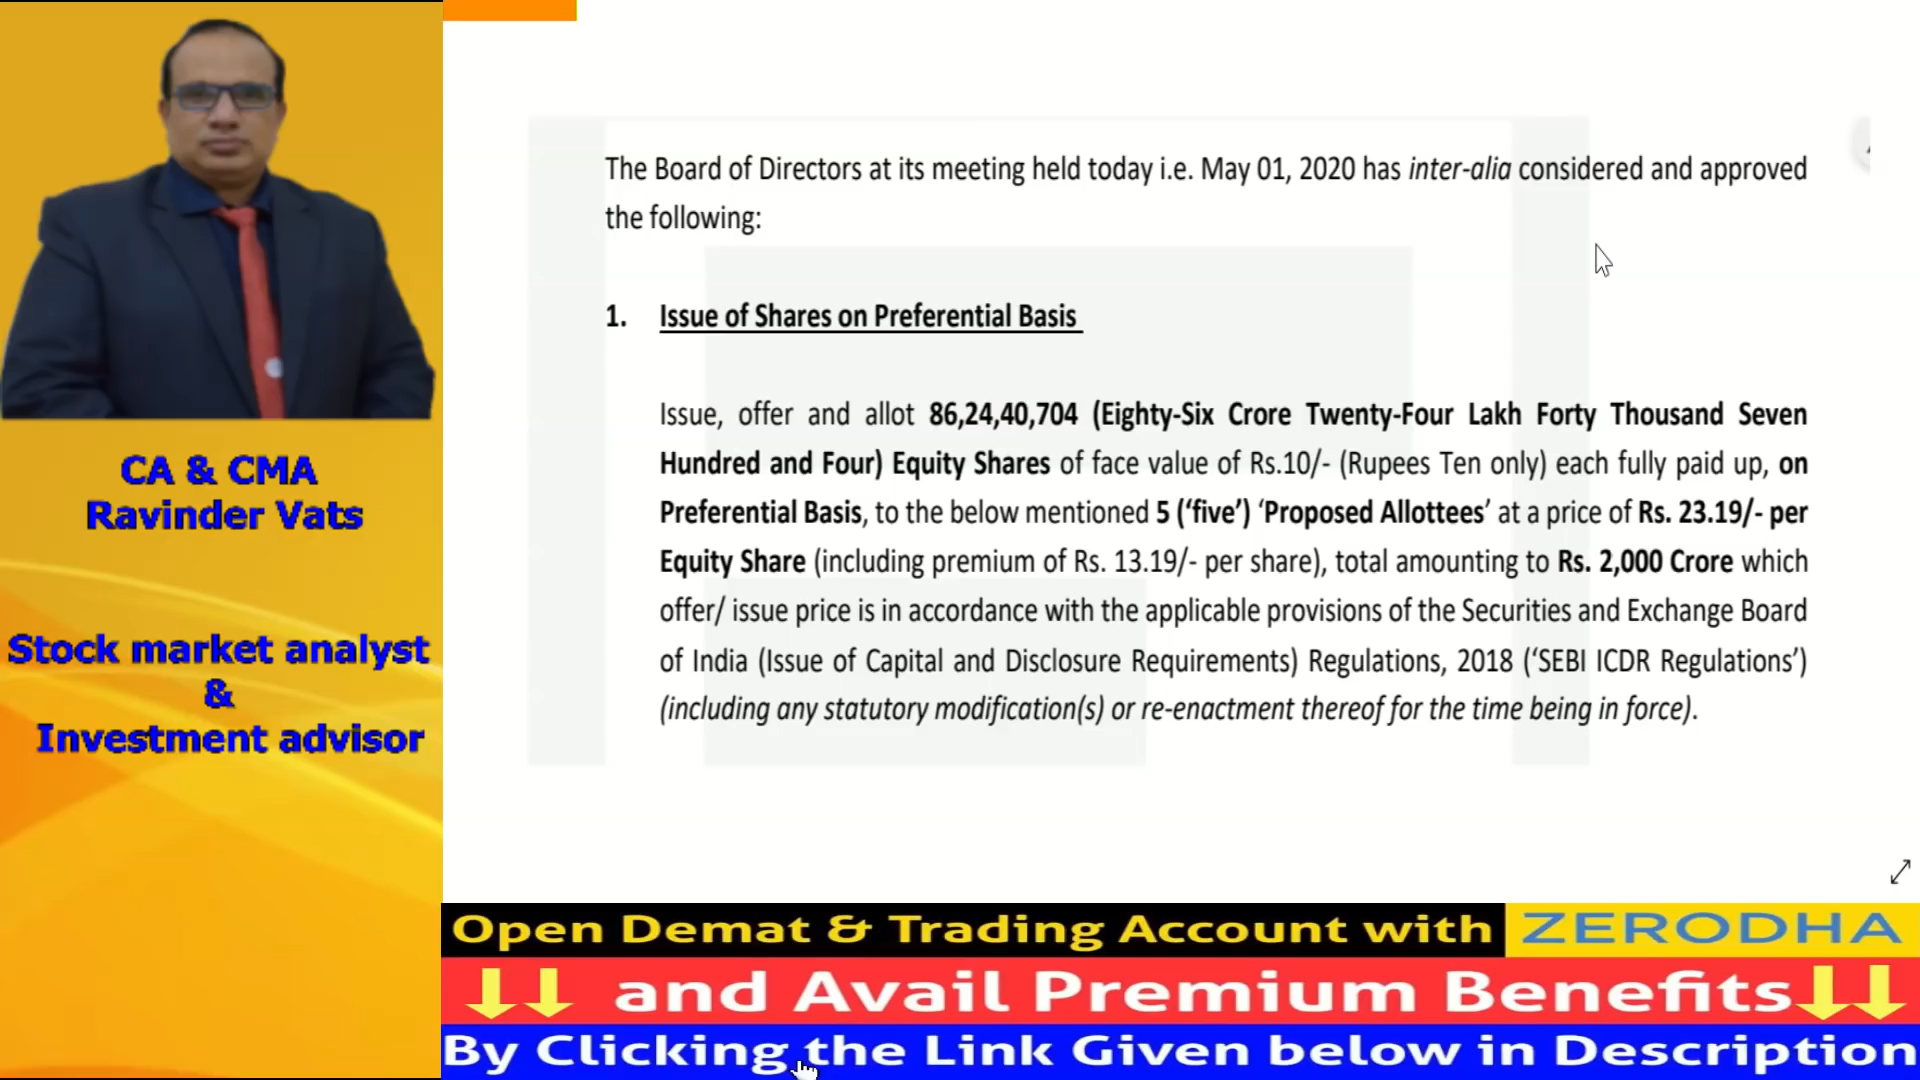 CA & CMA
Ravinder Vats
Stock market analyst
&
Investment advisor
The Board of Directors at its meeting held today i.e. May 01, 2020 has inter-alia considered and approved
the following:
1. Issue of Shares on Preferential Basis
Issue, offer and allot 86,24,40,704 (Eighty-Six Crore Twenty-Four Lakh Forty Thousand Seven
Hundred and Four) Equity Shares of face value of Rs.10/- (Rupees Ten only) each fully paid up, on
Preferential Basis, to the below mentioned 5 (‘five’) ‘Proposed Allottees’ at a price of Rs. 23.19/- per
Equity Share (including premium of Rs. 13.19/- per share), total amounting to Rs. 2,000 Crore which
offer/ issue price is in accordance with the applicable provisions of the Securities and Exchange Board
of India (Issue of Capital and Disclosure Requirements) Regulations, 2018 (‘SEBI ICDR Regulations’)
(including any statutory modification(s) or re-enactment thereof for the time being in force).
Open Demat & Trading Account with ZERODHA
and Avail Premium Benefits
By Clicking the Link Given below in Description